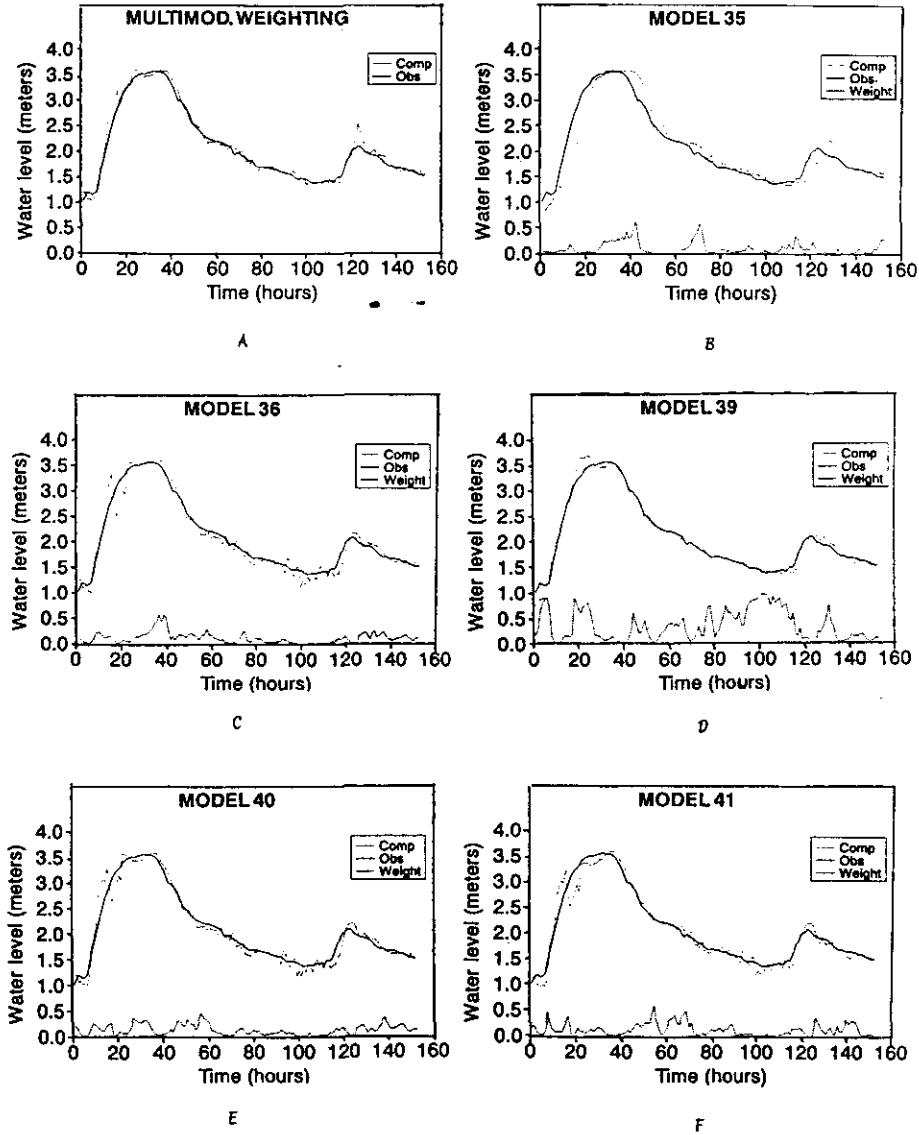 MULTIMOD. WEIGHTING
Comp
Obs
Water level (meters)
4.0
3.5
3.0
2.5
2.0
1.5
1.0
0.5
0.0
0 20 40 60 80 100 120 140 160
Time (hours)
A
MODEL 35
Comp
Obs
Weight
Water level (meters)
4.0
3.5
3.0
2.5
2.0
1.5
1.0
0.5
0.0
0 20 40 60 80 100 120 140 160
Time (hours)
B
MODEL 36
Comp
Obs
Weight
Water level (meters)
4.0
3.5
3.0
2.5
2.0
1.5
1.0
0.5
0.0
0 20 40 60 80 100 120 140 160
Time (hours)
C
MODEL 39
Comp
Obs
Weight
Water level (meters)
4.0
3.5
3.0
2.5
2.0
1.5
1.0
0.5
0.0
0 20 40 60 80 100 120 140 160
Time (hours)
D
MODEL 40
Comp
Obs
Weight
Water level (meters)
4.0
3.5
3.0
2.5
2.0
1.5
1.0
0.5
0.0
0 20 40 60 80 100 120 140 160
Time (hours)
E
MODEL 41
Comp
Obs
Weight
Water level (meters)
4.0
3.5
3.0
2.5
2.0
1.5
1.0
0.5
0.0
0 20 40 60 80 100 120 140 160
Time (hours)
F